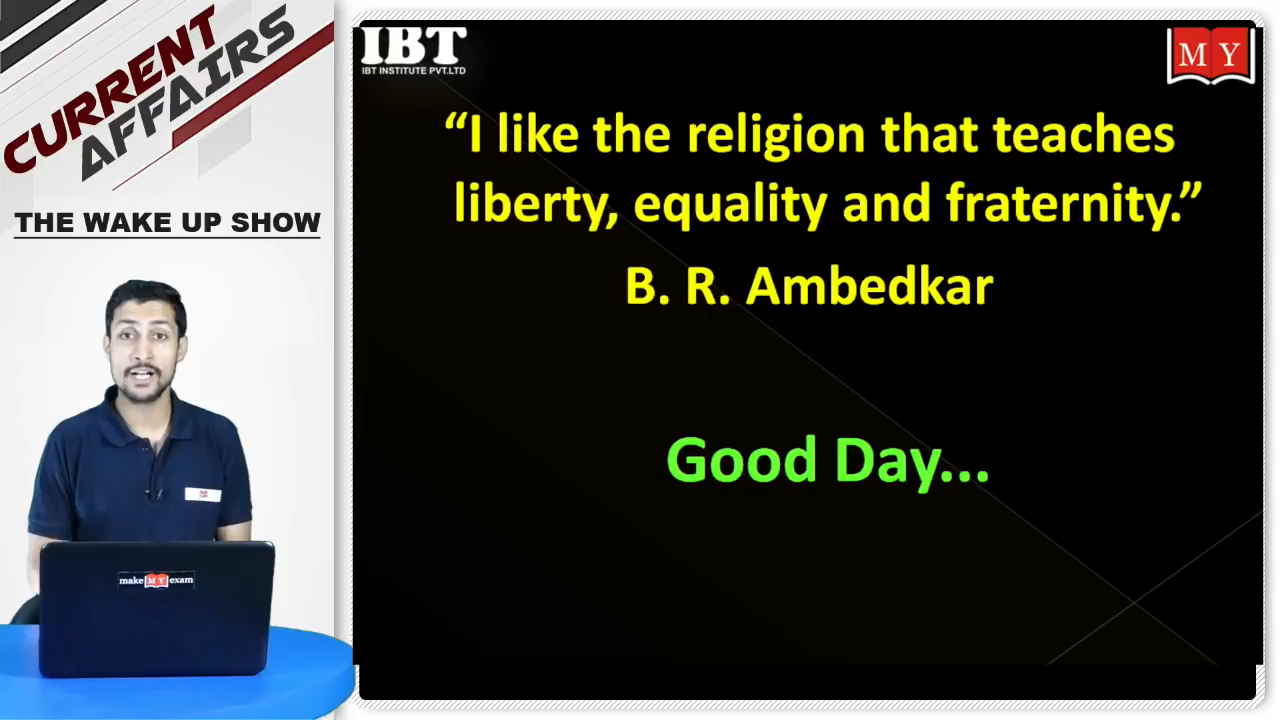 CURRENT
AFFAIRS
THE WAKE UP SHOW
IBT
IBT INSTITUTE PVT.LTD
MY
“I like the religion that teaches
liberty, equality and fraternity.”
B. R. Ambedkar
Good Day...
make MY exam